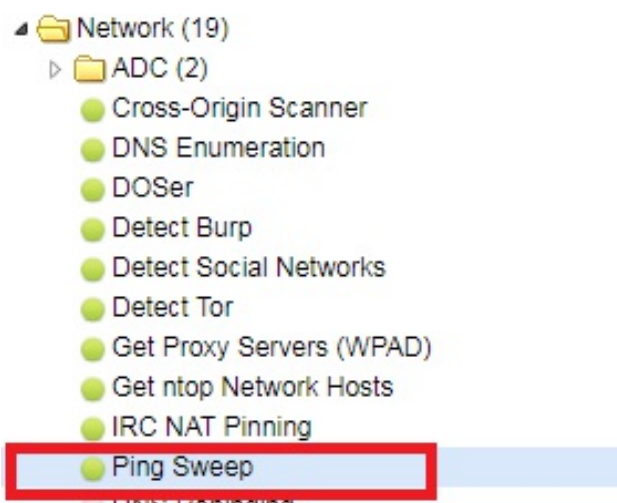 Network (19)
ADC (2)
Cross-Origin Scanner
DNS Enumeration
DOSer
Detect Burp
Detect Social Networks
Detect Tor
Get Proxy Servers (WPAD)
Get ntop Network Hosts
IRC NAT Pinning
Ping Sweep